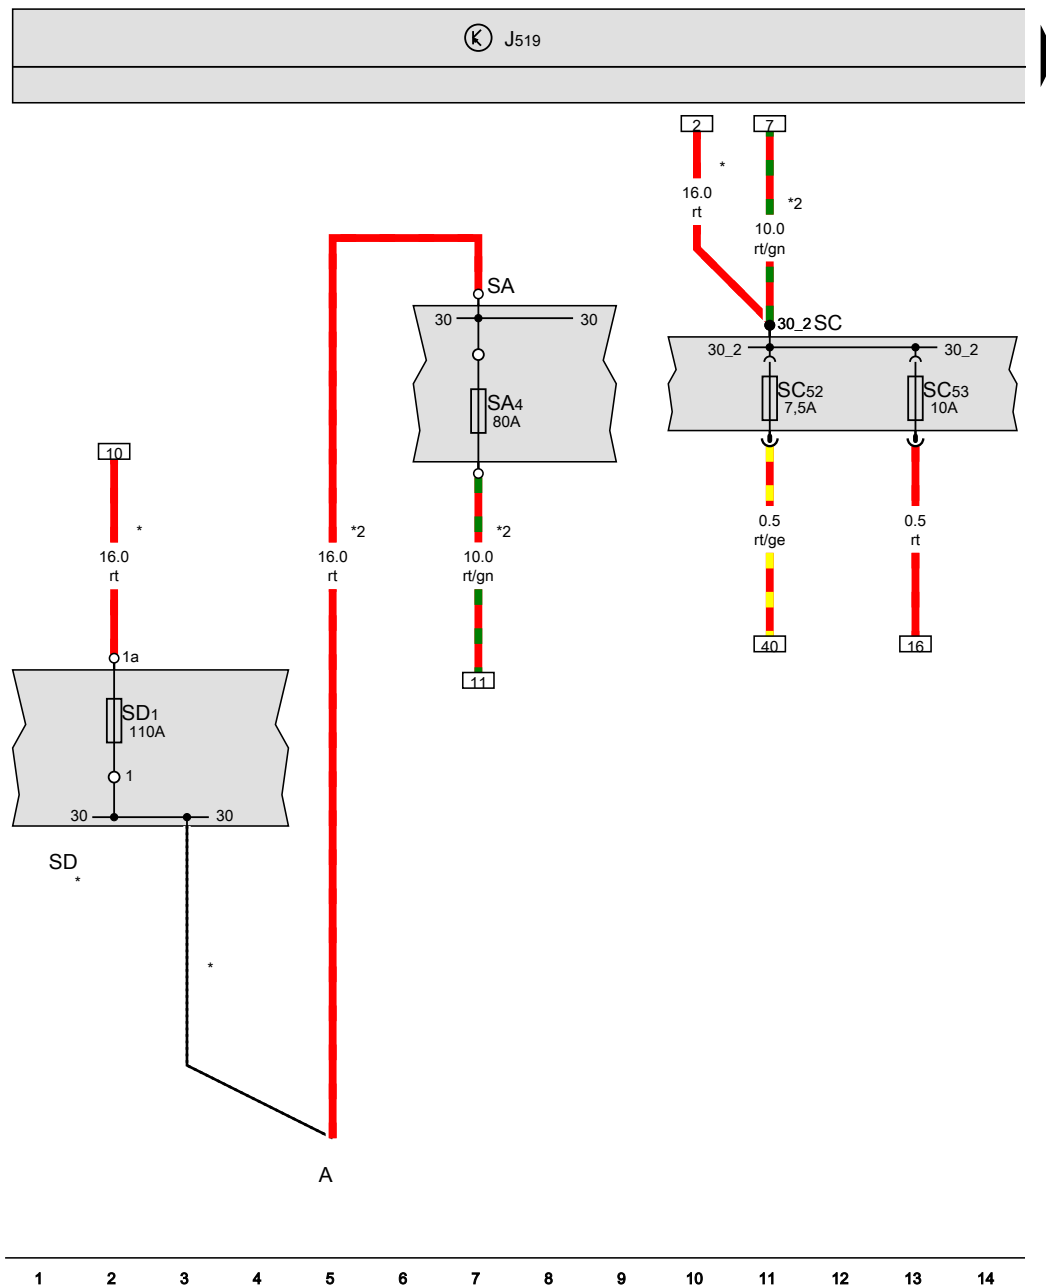 J519
2 7
*
16.0
rt
*2
10.0
rt/gn
SA
30 30
30_2 SC
30_2 30_2
SA4
80A
SC52
7,5A
SC53
10A
10
*
16.0
rt
*2
16.0
rt
*2
10.0
rt/gn
0.5
rt/ge
0.5
rt
40 16
11
1a
SD1
110A
1
30 30
SD
*
*
A
1 2 3 4 5 6 7 8 9 10 11 12 13 14